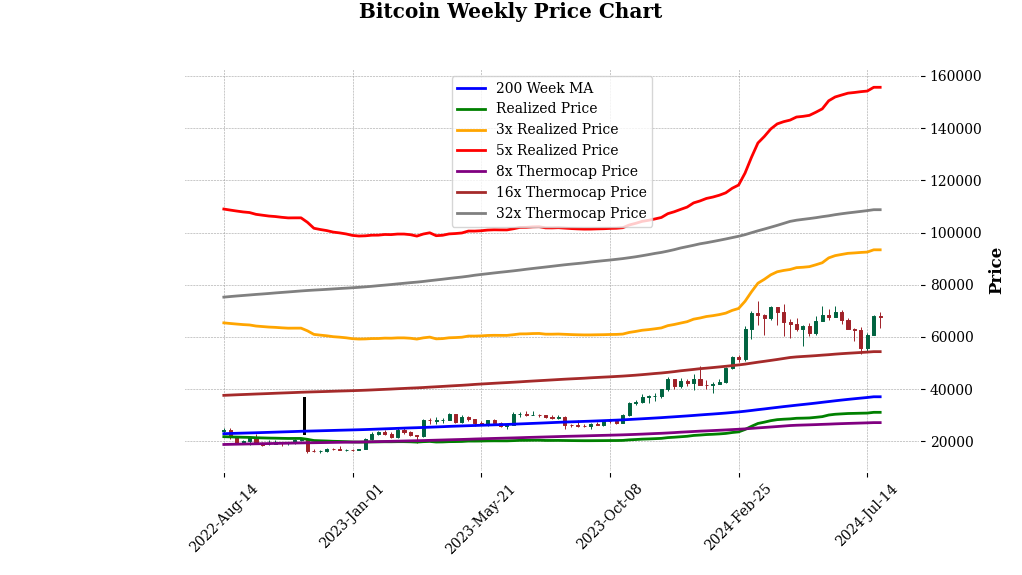 Bitcoin Weekly Price Chart
200 Week MA
Realized Price
3x Realized Price
5x Realized Price
8x Thermocap Price
16x Thermocap Price
32x Thermocap Price
160000
140000
120000
100000
80000
60000
40000
20000
Price
2022-Aug-14
2023-Jan-01
2023-May-21
2023-Oct-08
2024-Feb-25
2024-Jul-14